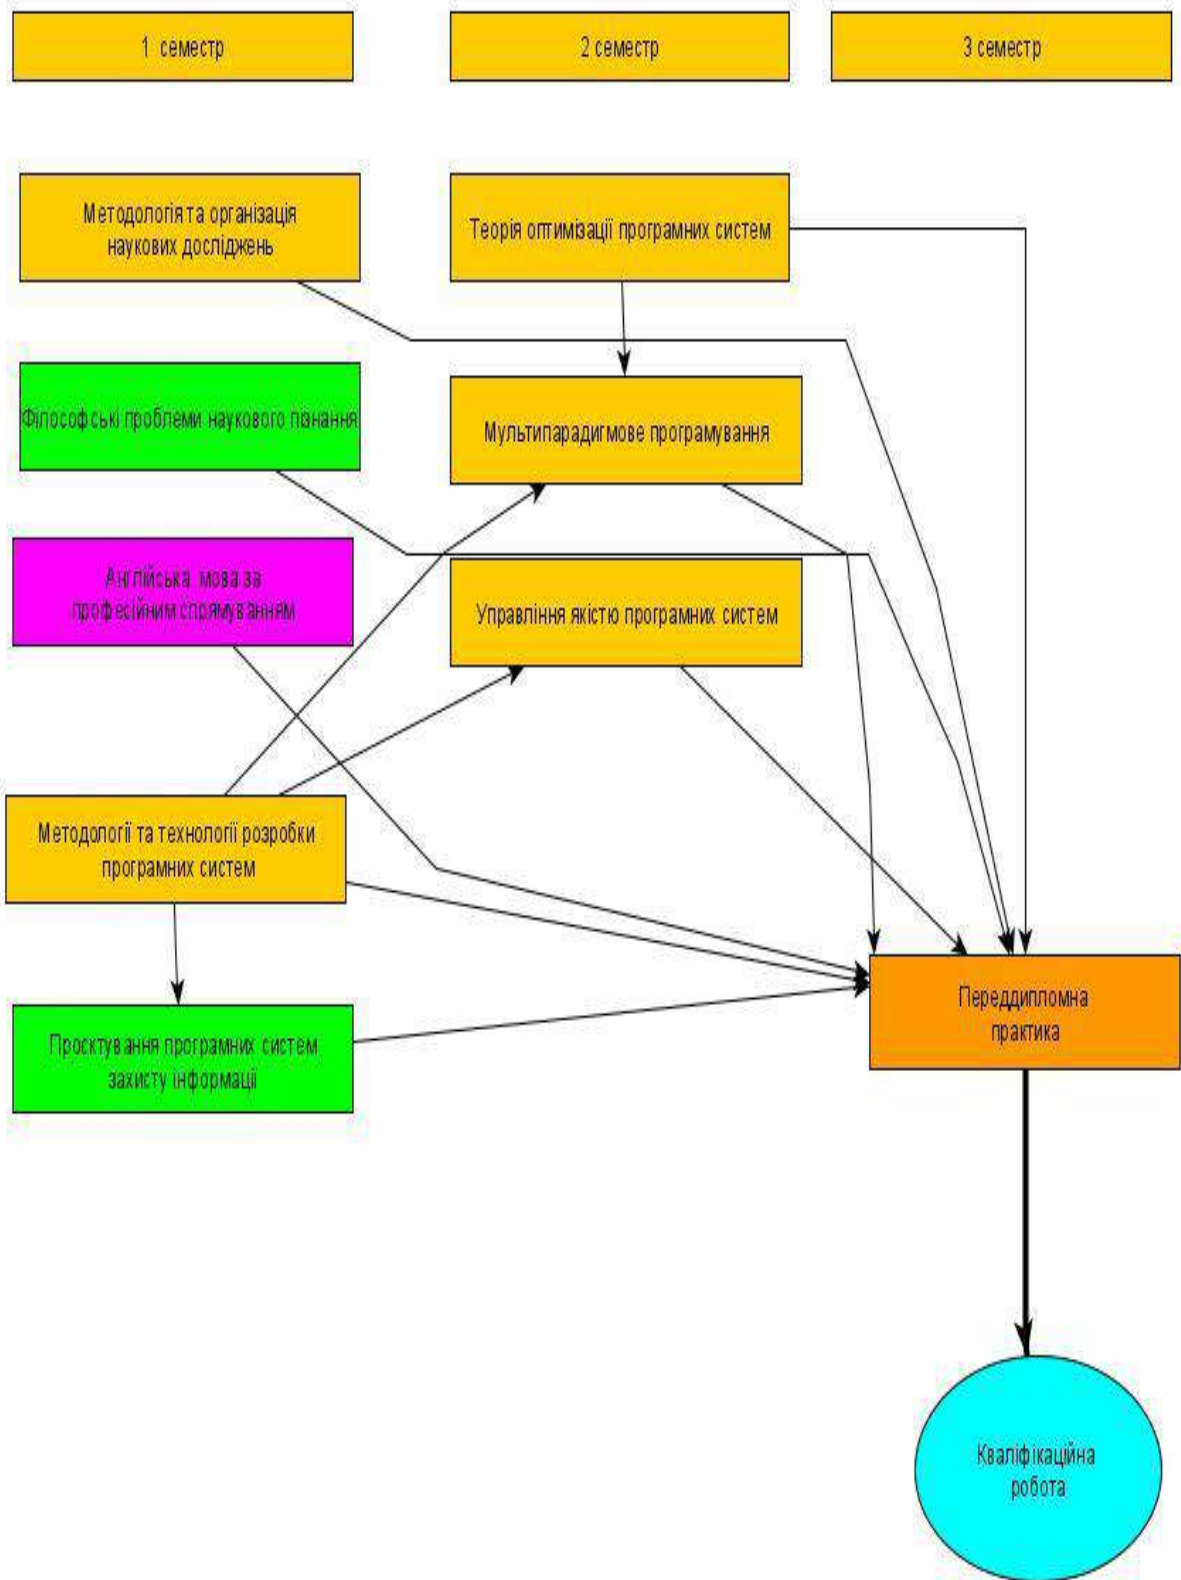 1 семестр
2 семестр
3 семестр
Методологія та організація
наукових досліджень
Теорія оптимізації програмних систем
Філософські проблеми наукового пізнання
Мультипарадигмове програмування
Англійська мова за
професійним спрямуванням
Управління якістю програмних систем
Методології та технології розробки
програмних систем
Проєктування програмних систем
захисту інформації
Переддипломна
практика
Кваліфікаційна
робота